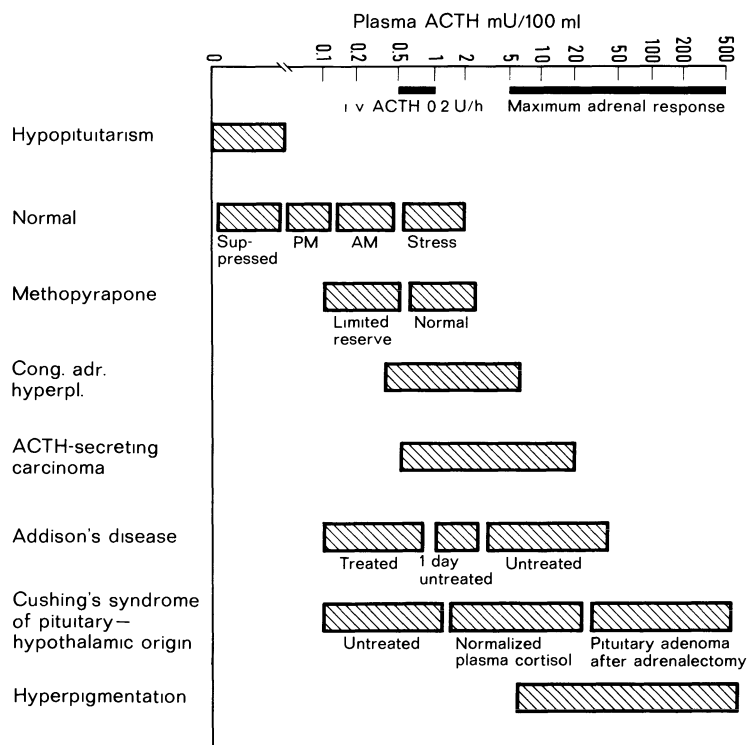 Plasma ACTH mU/100 ml
0 0.1 0.2 0.5 1 2 5 10 20 50 100 200 500
ı v ACTH 0 2 U/h Maximum adrenal response
Hypopituitarism
Normal
Sup-
pressed
PM
AM
Stress
Methopyrapone
Limited
reserve
Normal
Cong. adr.
hyperpl.
ACTH-secreting
carcinoma
Addison's disease
Treated
1 day
untreated
Untreated
Cushing's syndrome
of pituitary–
hypothalamic origin
Untreated
Normalized
plasma cortisol
Pituitary adenoma
after adrenalectomy
Hyperpigmentation